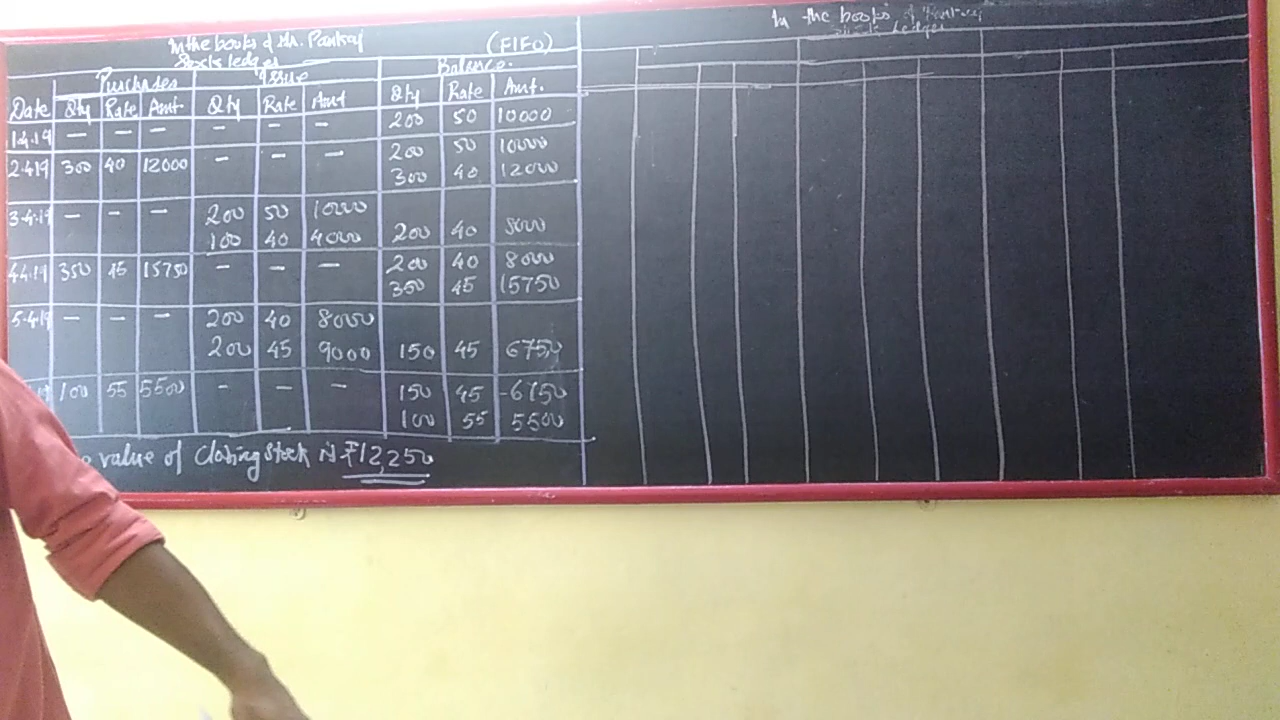 In the books of Mr. Pankaj (FIFO)
Stock ledger
Purchases Issue Balance.
Date Qty Rate Amt. Qty Rate Amt Qty Rate Amt.
1.4.19 — — — — — — 200 50 10000
2.4.19 300 40 12000 — — — 200 50 10000
300 40 12000
3.4.19 — — — 200 50 10000
100 40 4000 200 40 8000
4.4.19 350 45 15750 — — — 200 40 8000
350 45 15750
5.4.19 — — — 200 40 8000
200 45 9000 150 45 6750
100 55 5500 — — — 150 45 6750
100 55 5500
value of closing stock is ₹12,250
In the books of